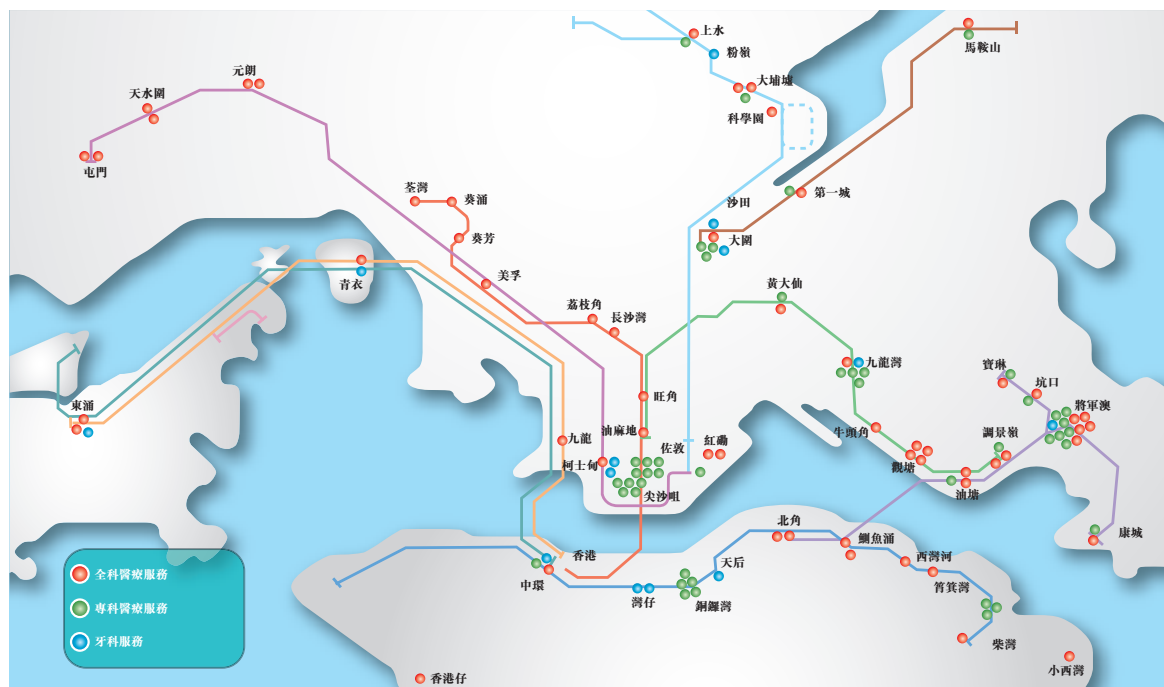 上水
粉嶺
馬鞍山
元朗
大埔墟
天水圍
科學園
屯門
荃灣
葵涌
第一城
沙田
葵芳
大圍
美孚
青衣
黃大仙
荔枝角
長沙灣
九龍灣
寶琳
坑口
旺角
東涌
將軍澳
油麻地
牛頭角
九龍
佐敦
紅磡
調景嶺
柯士甸
觀塘
尖沙咀
油塘
北角
康城
鰂魚涌
香港
西灣河
天后
全科醫療服務
中環
筲箕灣
灣仔
銅鑼灣
專科醫療服務
牙科服務
柴灣
小西灣
香港仔